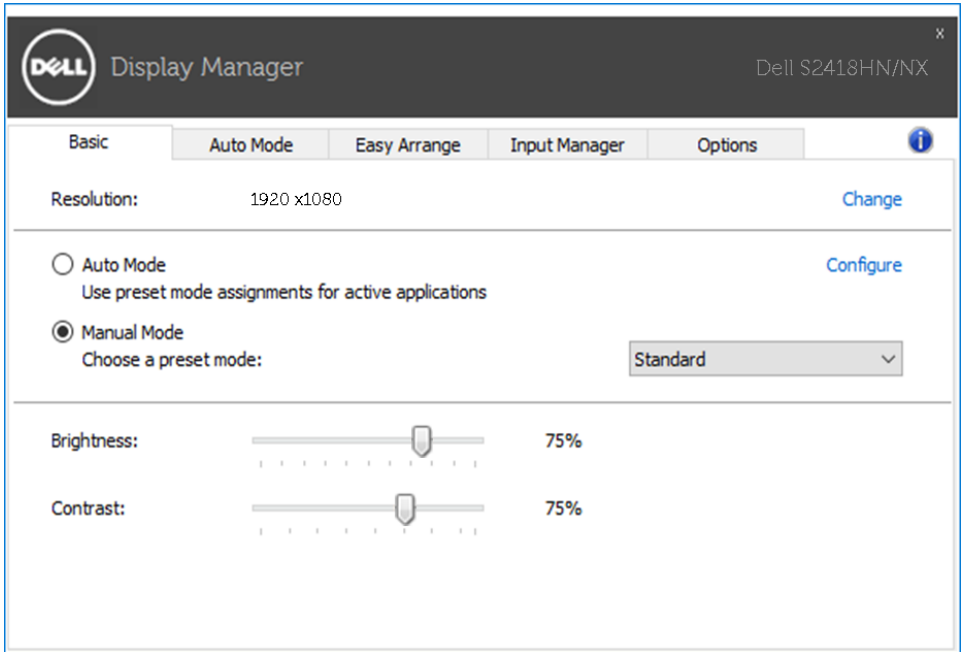 x
DELL Display Manager
Dell S2418HN/NX
Basic Auto Mode Easy Arrange Input Manager Options i
Resolution: 1920 x1080 Change
Auto Mode Configure
Use preset mode assignments for active applications
Manual Mode
Choose a preset mode: Standard
Brightness: 75%
Contrast: 75%